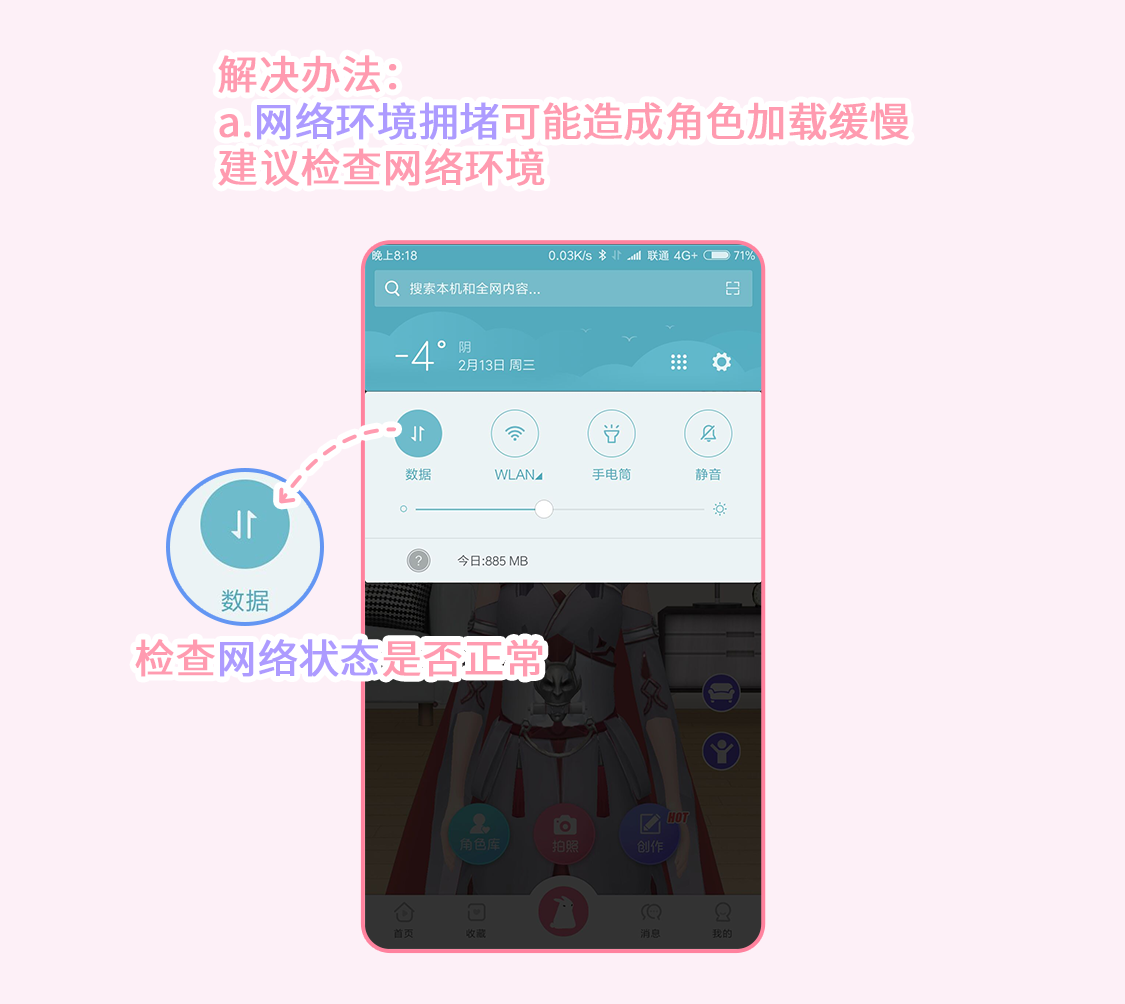 解决办法：
a.网络环境拥堵可能造成角色加载缓慢
建议检查网络环境
晚上8:18
0.03K/s 联通 4G+ 71%
搜索本机和全网内容...
-4°
阴
2月13日 周三
数据
WLAN
手电筒
静音
? 今日:885 MB
数据
检查网络状态是否正常
角色库
拍照
创作
HOT
首页
收藏
消息
我的